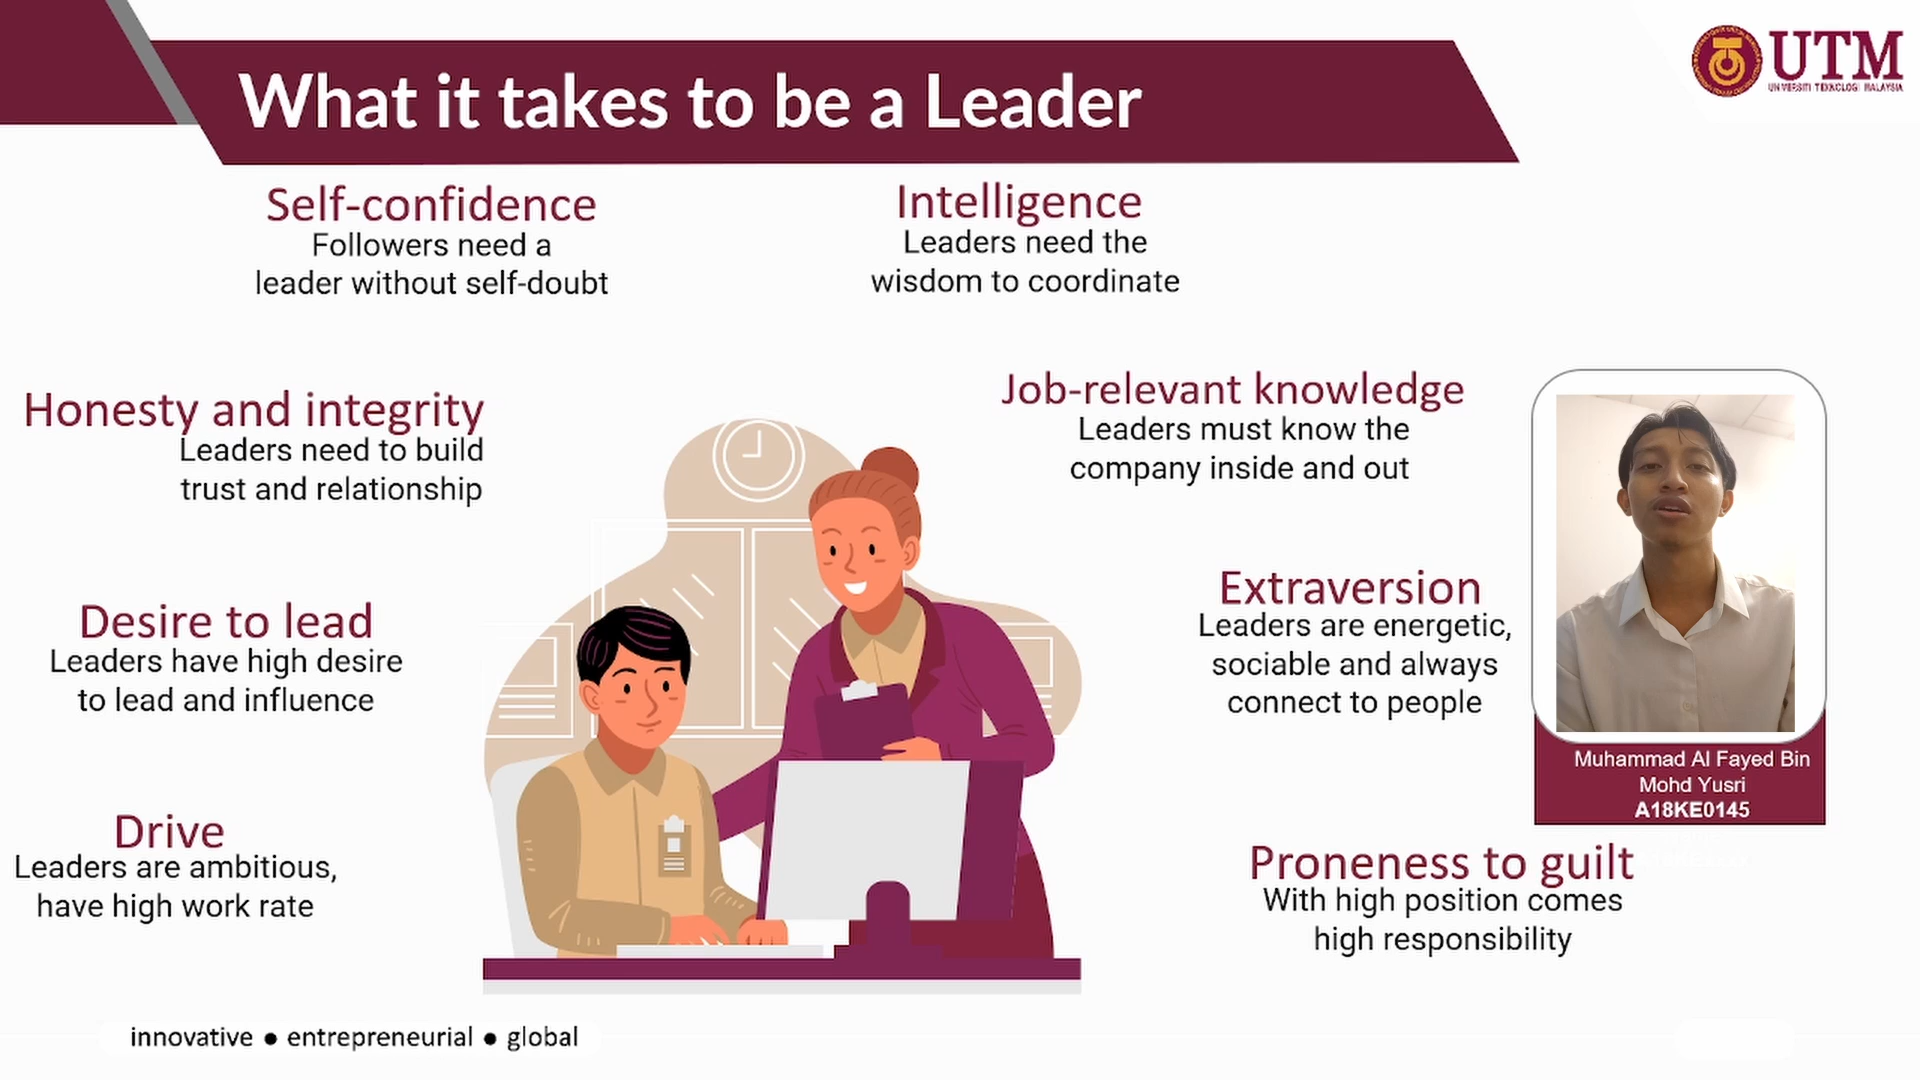 What it takes to be a Leader
UTM
UNIVERSITI TEKNOLOGI MALAYSIA
Self-confidence
Followers need a
leader without self-doubt
Intelligence
Leaders need the
wisdom to coordinate
Honesty and integrity
Leaders need to build
trust and relationship
Job-relevant knowledge
Leaders must know the
company inside and out
Desire to lead
Leaders have high desire
to lead and influence
Extraversion
Leaders are energetic,
sociable and always
connect to people
Muhammad Al Fayed Bin
Mohd Yusri
A18KE0145
Drive
Leaders are ambitious,
have high work rate
Proneness to guilt
With high position comes
high responsibility
innovative ● entrepreneurial ● global